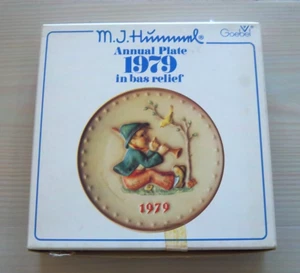 M.J.Hummel®
Goebel
Annual Plate
1979
in bas relief
1979